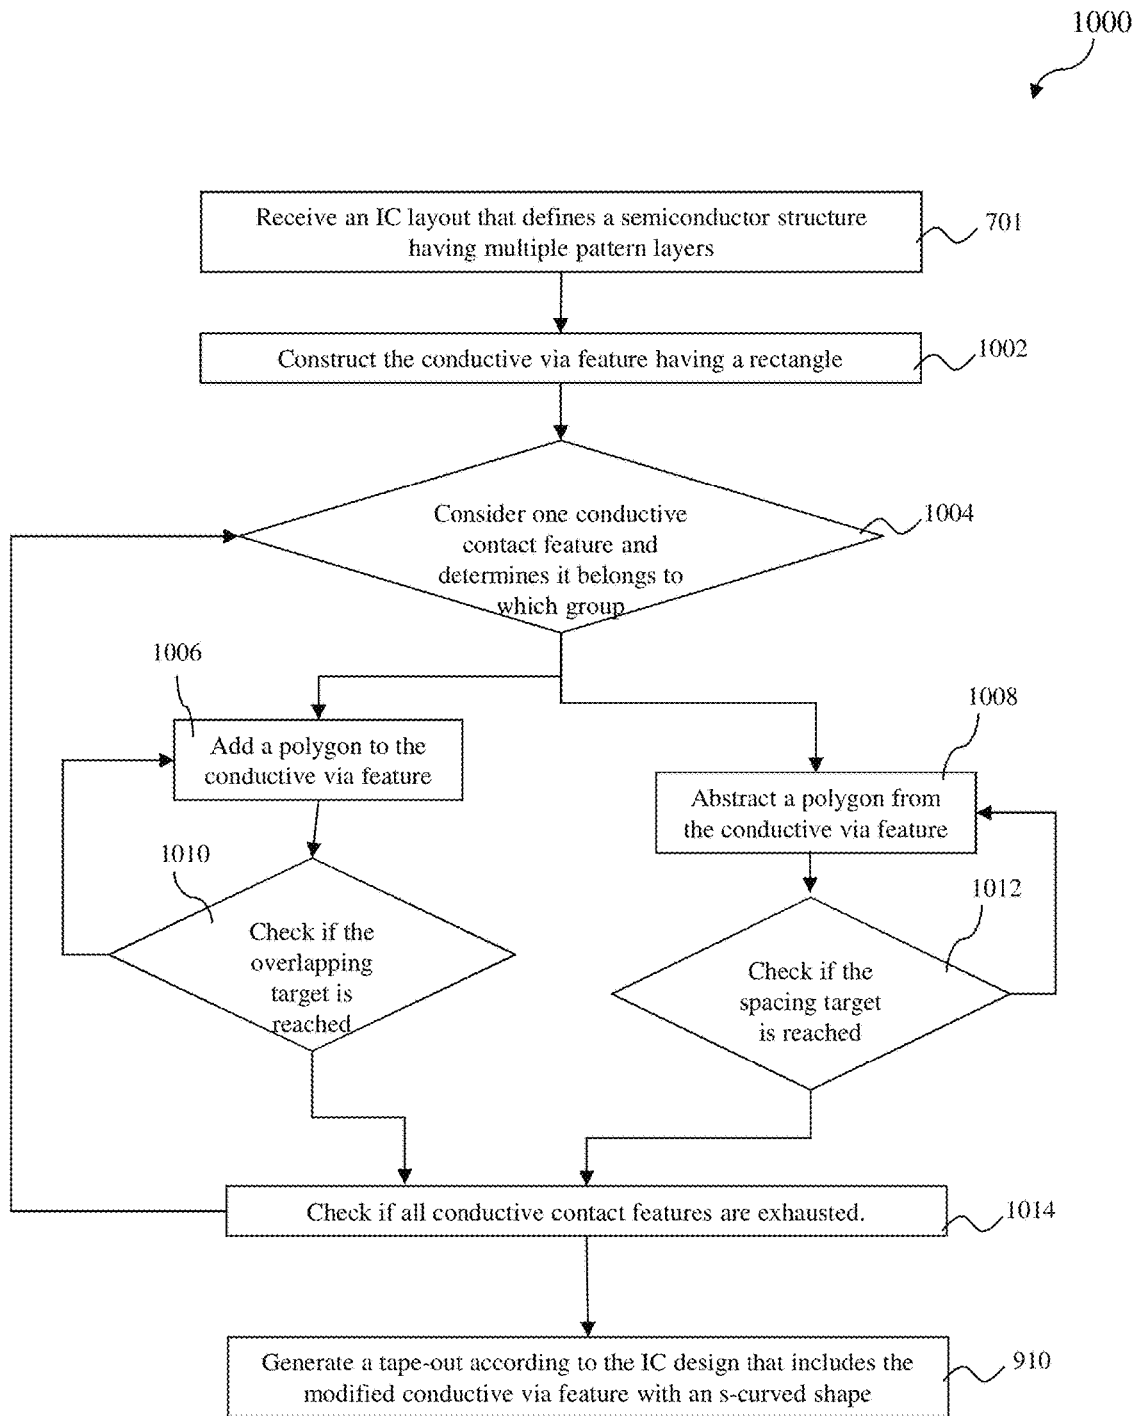 1000
Receive an IC layout that defines a semiconductor structure
having multiple pattern layers
701
Construct the conductive via feature having a rectangle
1002
Consider one conductive
contact feature and
determines it belongs to
which group
1004
1006
Add a polygon to the
conductive via feature
1008
Abstract a polygon from
the conductive via feature
1010
Check if the
overlapping
target is
reached
1012
Check if the
spacing target
is reached
Check if all conductive contact features are exhausted.
1014
Generate a tape-out according to the IC design that includes the
modified conductive via feature with an s-curved shape
910